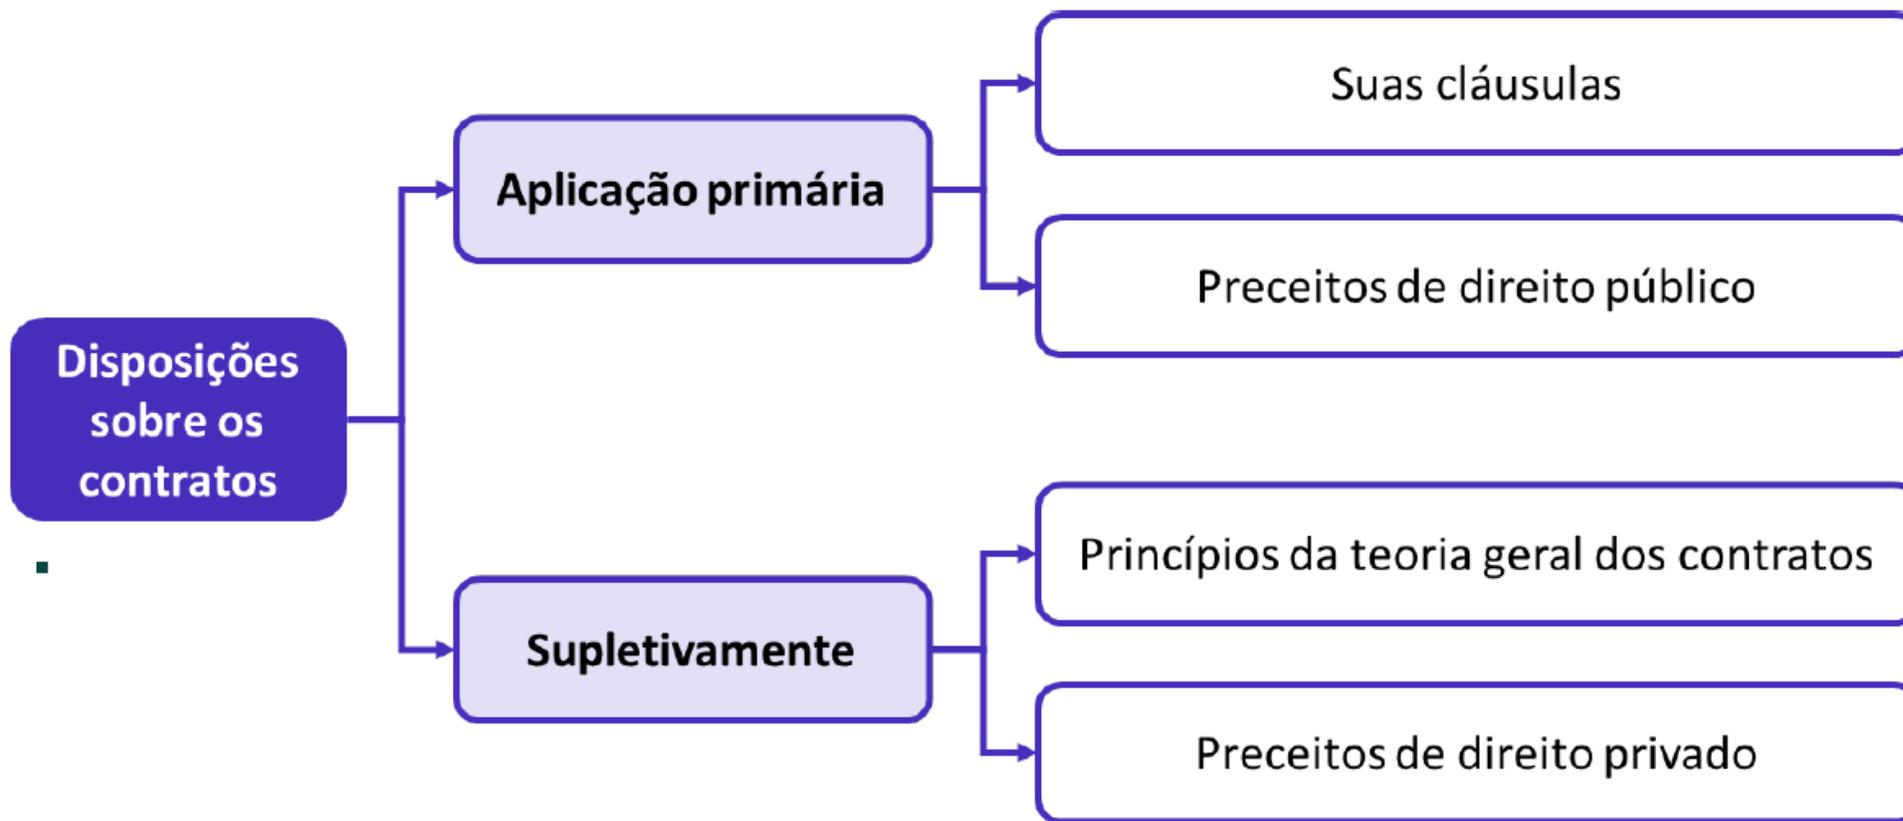 Disposições
sobre os
contratos
Aplicação primária
Suas cláusulas
Preceitos de direito público
Supletivamente
Princípios da teoria geral dos contratos
Preceitos de direito privado